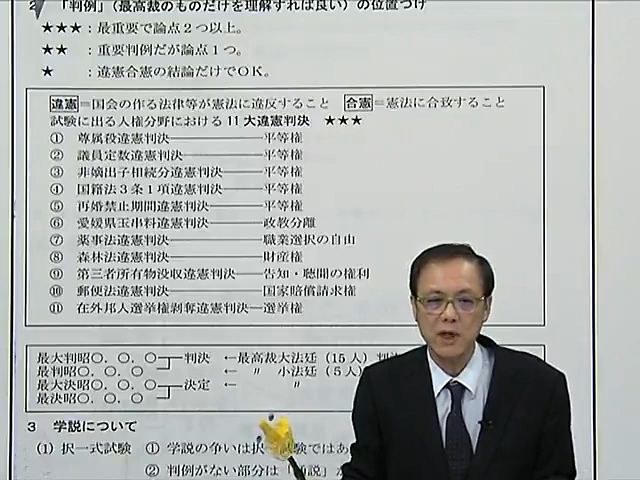 2 「判例」(最高裁のものだけを理解すれば良い) の位置づけ
★★★：最重要で論点２つ以上。
★★ ：重要判例だが論点１つ。
★ ：違憲合憲の結論だけでOK。
違憲=国会の作る法律等が憲法に違反すること 合憲=憲法に合致すること
試験に出る人権分野における11大違憲判決 ★★★
① 尊属殺違憲判決────平等権
② 議員定数違憲判決────平等権
③ 非嫡出子相続分違憲判決──平等権
④ 国籍法３条１項違憲判決──平等権
⑤ 再婚禁止期間違憲判決───平等権
⑥ 愛媛県玉串料違憲判決───政教分離
⑦ 薬事法違憲判決─────職業選択の自由
⑧ 森林法違憲判決─────財産権
⑨ 第三者所有物没収違憲判決─告知・聴聞の権利
⑩ 郵便法違憲判決─────国家賠償請求権
⑪ 在外邦人選挙権剥奪違憲判決─選挙権
最大判昭〇．〇．〇 判決 ←最高裁大法廷 (15人) 判決
最判昭〇．〇．〇 ← 〃 小法廷 (５人)
最大決昭〇．〇．〇 決定 ← 〃
最決昭〇．〇．〇
3 学説について
(1) 択一式試験 ① 学説の争いは択一試験ではあ
② 判例がない部分は「通説」か